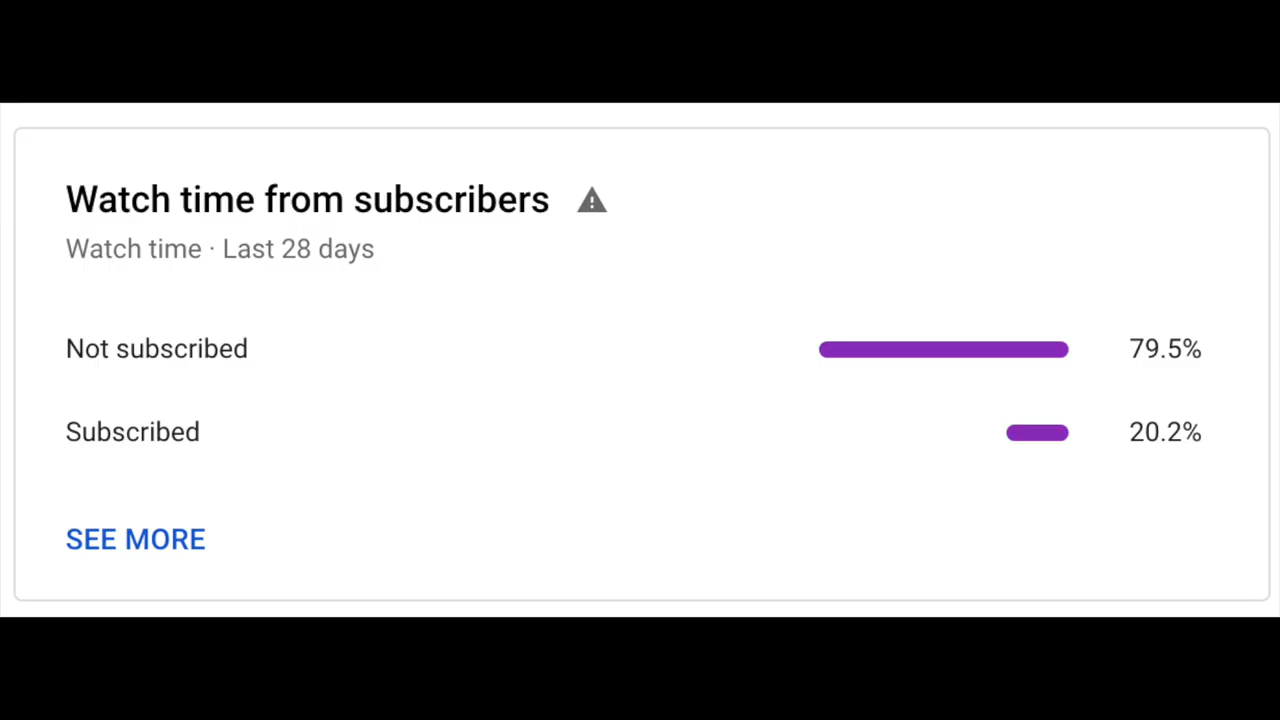 Watch time from subscribers
Watch time · Last 28 days
Not subscribed 79.5%
Subscribed 20.2%
SEE MORE